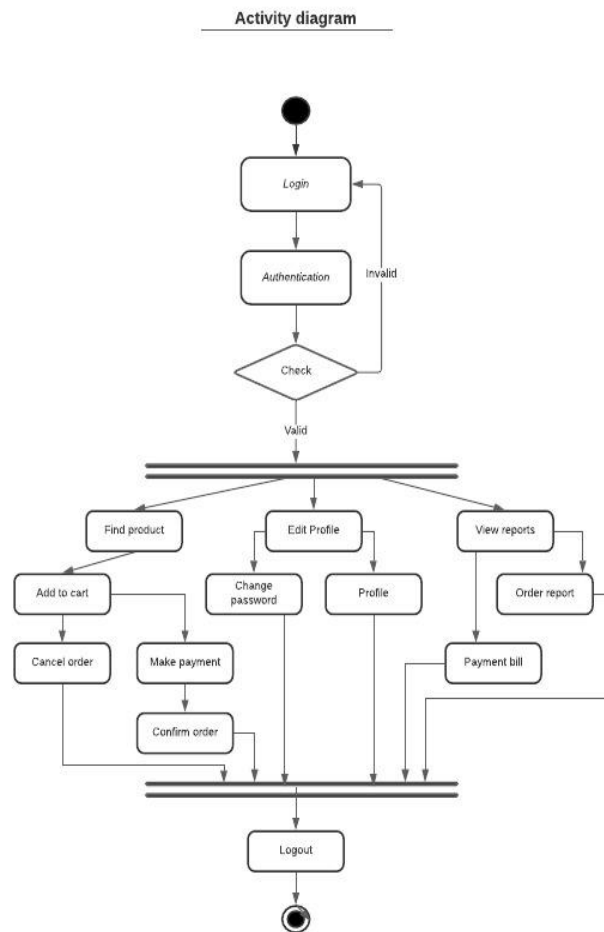 Activity diagram
Login
Authentication
Invalid
Check
Valid
Find product
Edit Profile
View reports
Add to cart
Change
password
Profile
Order report
Cancel order
Make payment
Payment bill
Confirm order
Logout